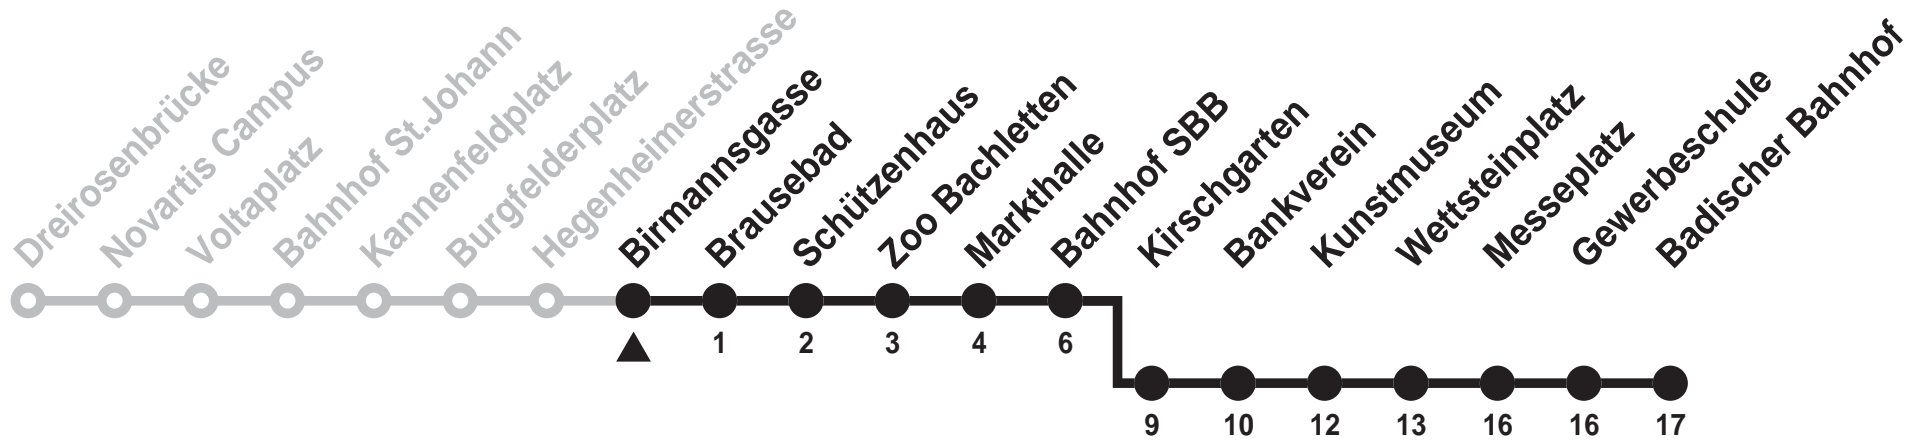 Dreirosenbrücke
Novartis Campus
Voltaplatz
Bahnhof St.Johann
Kannenfeldplatz
Burgfelderplatz
Hegenheimerstrasse
Birmannsgasse
Brausebad
Schützenhaus
Zoo Bachletten
Markthalle
Bahnhof SBB
Kirschgarten
Bankverein
Kunstmuseum
Wettsteinplatz
Messeplatz
Gewerbeschule
Badischer Bahnhof
1 2 3 4 6
9 10 12 13 16 16 17